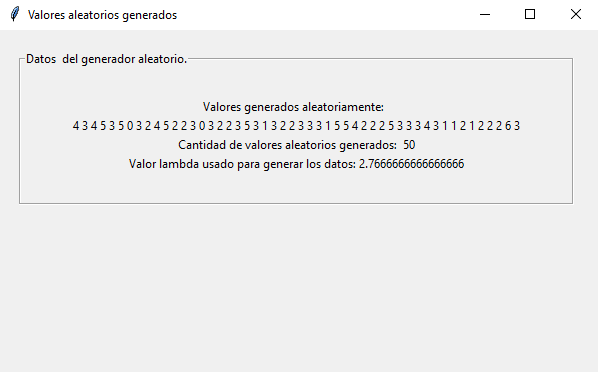 Valores aleatorios generados
Datos  del generador aleatorio.
Valores generados aleatoriamente:
4 3 4 5 3 5 0 3 2 4 5 2 2 3 0 3 2 2 3 5 3 1 3 2 2 3 3 3 1 5 5 4 2 2 2 5 3 3 3 4 3 1 1 2 1 2 2 2 6 3
Cantidad de valores aleatorios generados:  50
Valor lambda usado para generar los datos: 2.7666666666666666